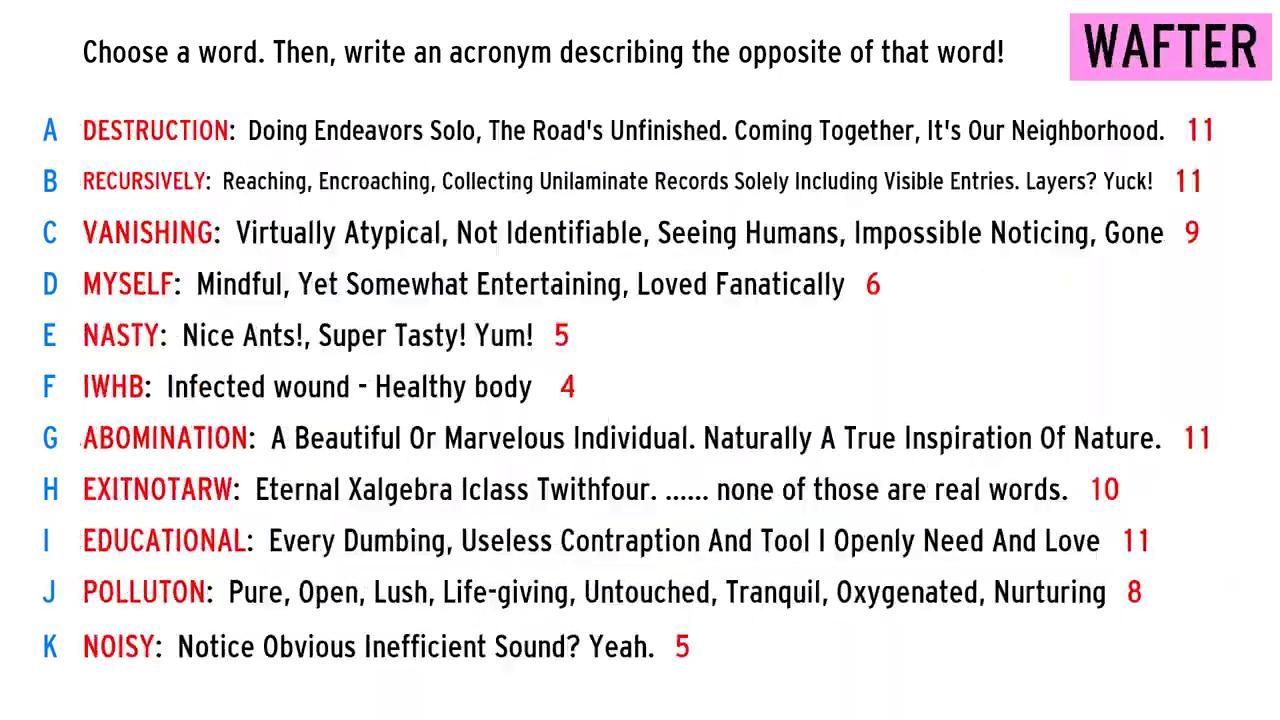 Choose a word. Then, write an acronym describing the opposite of that word!
WAFTER
A DESTRUCTION: Doing Endeavors Solo, The Road's Unfinished. Coming Together, It's Our Neighborhood. 11
B RECURSIVELY: Reaching, Encroaching, Collecting Unilaminate Records Solely Including Visible Entries. Layers? Yuck! 11
C VANISHING: Virtually Atypical, Not Identifiable, Seeing Humans, Impossible Noticing, Gone 9
D MYSELF: Mindful, Yet Somewhat Entertaining, Loved Fanatically 6
E NASTY: Nice Ants!, Super Tasty! Yum! 5
F IWHB: Infected wound - Healthy body 4
G ABOMINATION: A Beautiful Or Marvelous Individual. Naturally A True Inspiration Of Nature. 11
H EXITNOTARW: Eternal Xalgebra Iclass Twithfour. ...... none of those are real words. 10
I EDUCATIONAL: Every Dumbing, Useless Contraption And Tool I Openly Need And Love 11
J POLLUTON: Pure, Open, Lush, Life-giving, Untouched, Tranquil, Oxygenated, Nurturing 8
K NOISY: Notice Obvious Inefficient Sound? Yeah. 5